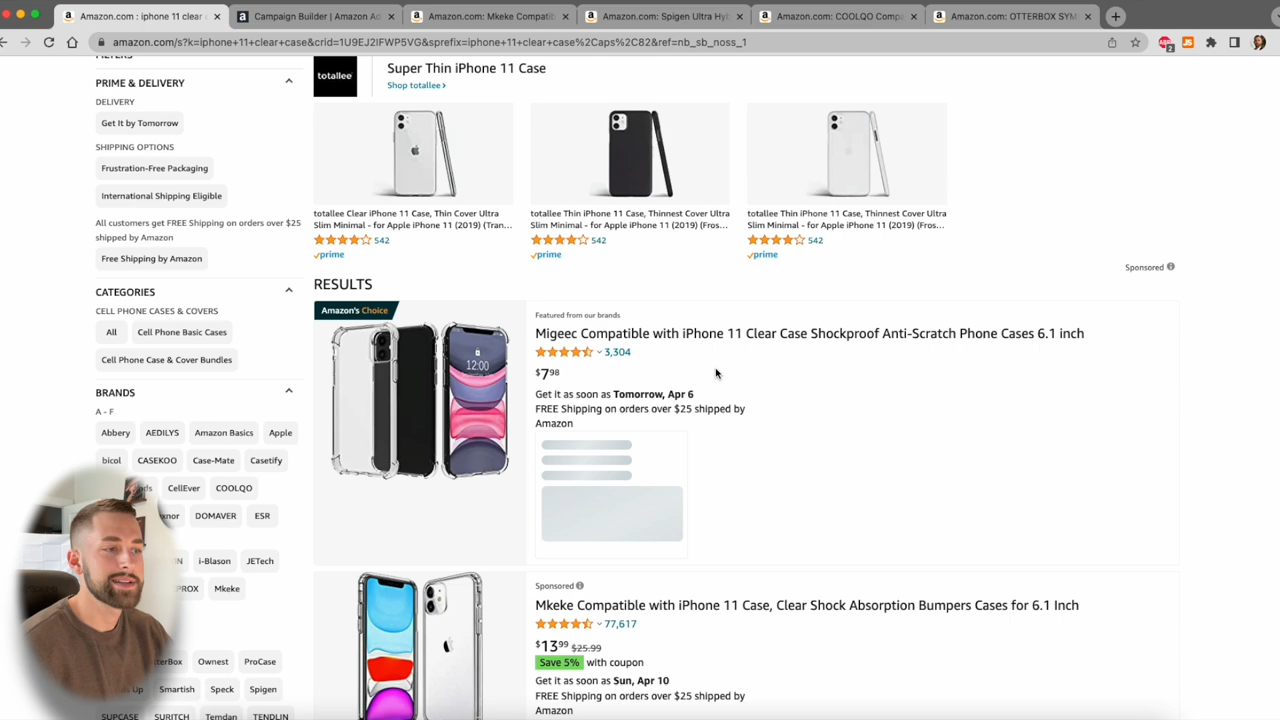 Amazon.com : iphone 11 clear c
Campaign Builder | Amazon Ad
Amazon.com: Mkeke Compatib
Amazon.com: Spigen Ultra Hyb
Amazon.com: COOLQO Compa
Amazon.com: OTTERBOX SYM
amazon.com/s?k=iphone+11+clear+case&crid=1U9EJ2IFWP5VG&sprefix=iphone+11+clear+case%2Caps%2C82&ref=nb_sb_noss_1
FILTERS
PRIME & DELIVERY
DELIVERY
Get It by Tomorrow
SHIPPING OPTIONS
Frustration-Free Packaging
International Shipping Eligible
All customers get FREE Shipping on orders over $25
shipped by Amazon
Free Shipping by Amazon
CATEGORIES
CELL PHONE CASES & COVERS
All
Cell Phone Basic Cases
Cell Phone Case & Cover Bundles
BRANDS
A - F
Abbery
AEDILYS
Amazon Basics
Apple
bicol
CASEKOO
Case-Mate
Casetify
CellEver
COOLQO
DOMAVER
ESR
i-Blason
JETech
Mkeke
Ownest
ProCase
Smartish
Speck
Spigen
SUPCASE
SURITCH
Temdan
TENDLIN
totallee
Super Thin iPhone 11 Case
Shop totallee ›
totallee Clear iPhone 11 Case, Thin Cover Ultra
Slim Minimal - for Apple iPhone 11 (2019) (Tran...
542
prime
totallee Thin iPhone 11 Case, Thinnest Cover Ultra
Slim Minimal - for Apple iPhone 11 (2019) (Fros...
542
prime
totallee Thin iPhone 11 Case, Thinnest Cover Ultra
Slim Minimal - for Apple iPhone 11 (2019) (Fros...
542
prime
Sponsored
RESULTS
Amazon's Choice
12:00
Featured from our brands
Migeec Compatible with iPhone 11 Clear Case Shockproof Anti-Scratch Phone Cases 6.1 inch
3,304
$798
Get it as soon as Tomorrow, Apr 6
FREE Shipping on orders over $25 shipped by
Amazon
Sponsored
Mkeke Compatible with iPhone 11 Case, Clear Shock Absorption Bumpers Cases for 6.1 Inch
77,617
$1399 $25.99
Save 5% with coupon
Get it as soon as Sun, Apr 10
FREE Shipping on orders over $25 shipped by
Amazon